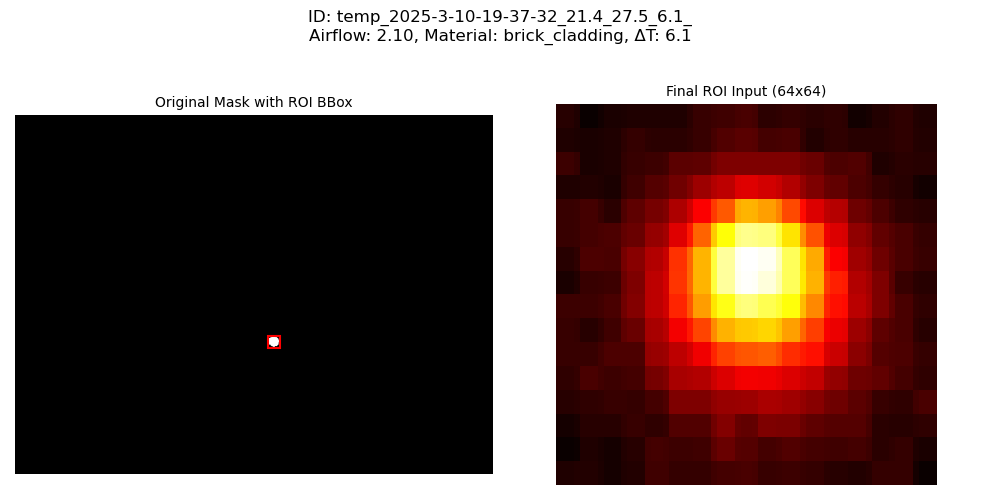 ID: temp_2025-3-10-19-37-32_21.4_27.5_6.1_
Airflow: 2.10, Material: brick_cladding, ΔT: 6.1
Original Mask with ROI BBox
Final ROI Input (64x64)